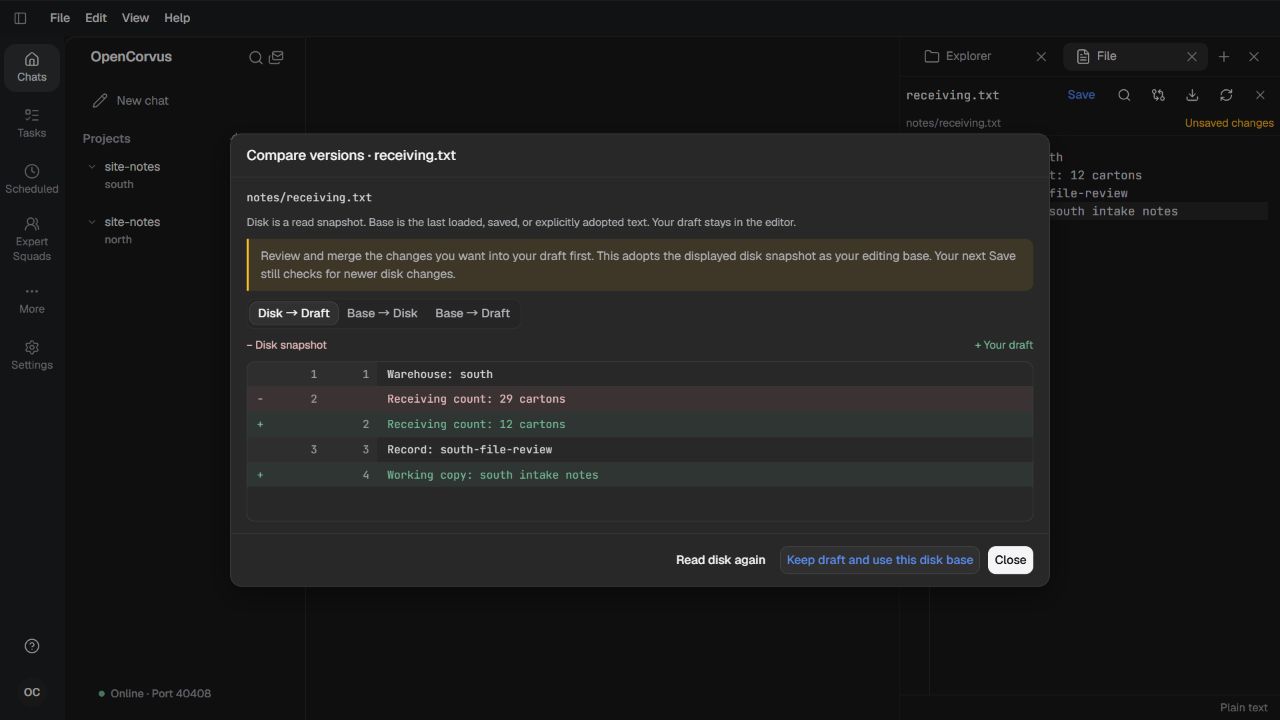 File Edit View Help
Chats
Tasks
Scheduled
Expert
Squads
More
Settings
OC
OpenCorvus
New chat
Projects
site-notes
south
site-notes
north
Online · Port 40408
Explorer
File
receiving.txt
Save
notes/receiving.txt
Unsaved changes
th
t: 12 cartons
file-review
south intake notes
Plain text
Compare versions · receiving.txt
notes/receiving.txt
Disk is a read snapshot. Base is the last loaded, saved, or explicitly adopted text. Your draft stays in the editor.
Review and merge the changes you want into your draft first. This adopts the displayed disk snapshot as your editing base. Your next Save
still checks for newer disk changes.
Disk → Draft Base → Disk Base → Draft
− Disk snapshot + Your draft
1 1 Warehouse: south
- 2 Receiving count: 29 cartons
+ 2 Receiving count: 12 cartons
3 3 Record: south-file-review
+ 4 Working copy: south intake notes
Read disk again Keep draft and use this disk base Close